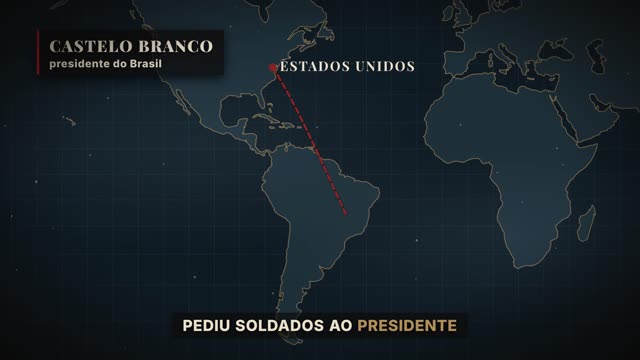 CASTELO BRANCO
presidente do Brasil
ESTADOS UNIDOS
PEDIU SOLDADOS AO PRESIDENTE